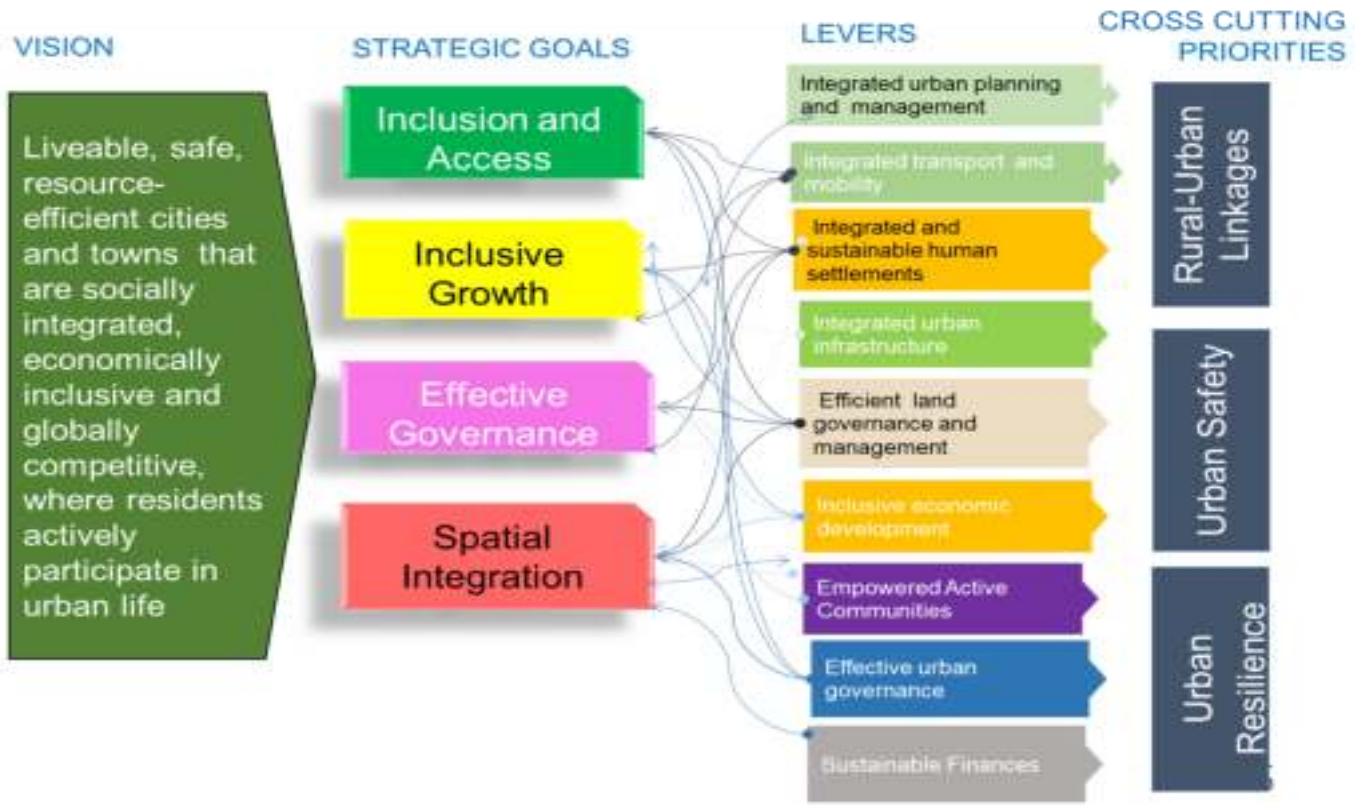 VISION
Liveable, safe,
resource-
efficient cities
and towns that
are socially
integrated,
economically
inclusive and
globally
competitive,
where residents
actively
participate in
urban life
STRATEGIC GOALS
Inclusion and
Access
Inclusive
Growth
Effective
Governance
Spatial
Integration
LEVERS
Integrated urban planning
and management
Integrated transport and
mobility
Integrated and
sustainable human
settlements
Integrated urban
infrastructure
Efficient land
governance and
management
Inclusive economic
development
Empowered Active
Communities
Effective urban
governance
Sustainable Finances
CROSS CUTTING
PRIORITIES
Rural-Urban
Linkages
Urban Safety
Urban
Resilience